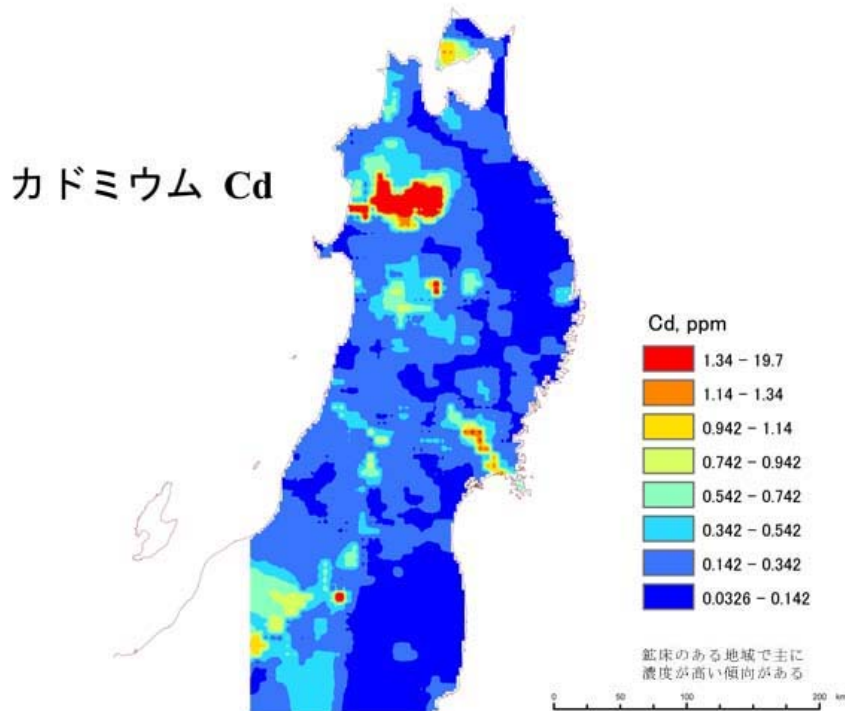 カドミウム Cd
Cd, ppm
1.34 – 19.7
1.14 – 1.34
0.942 – 1.14
0.742 – 0.942
0.542 – 0.742
0.342 – 0.542
0.142 – 0.342
0.0326 – 0.142
鉱床のある地域で主に
濃度が高い傾向がある
0 50 100 200 km